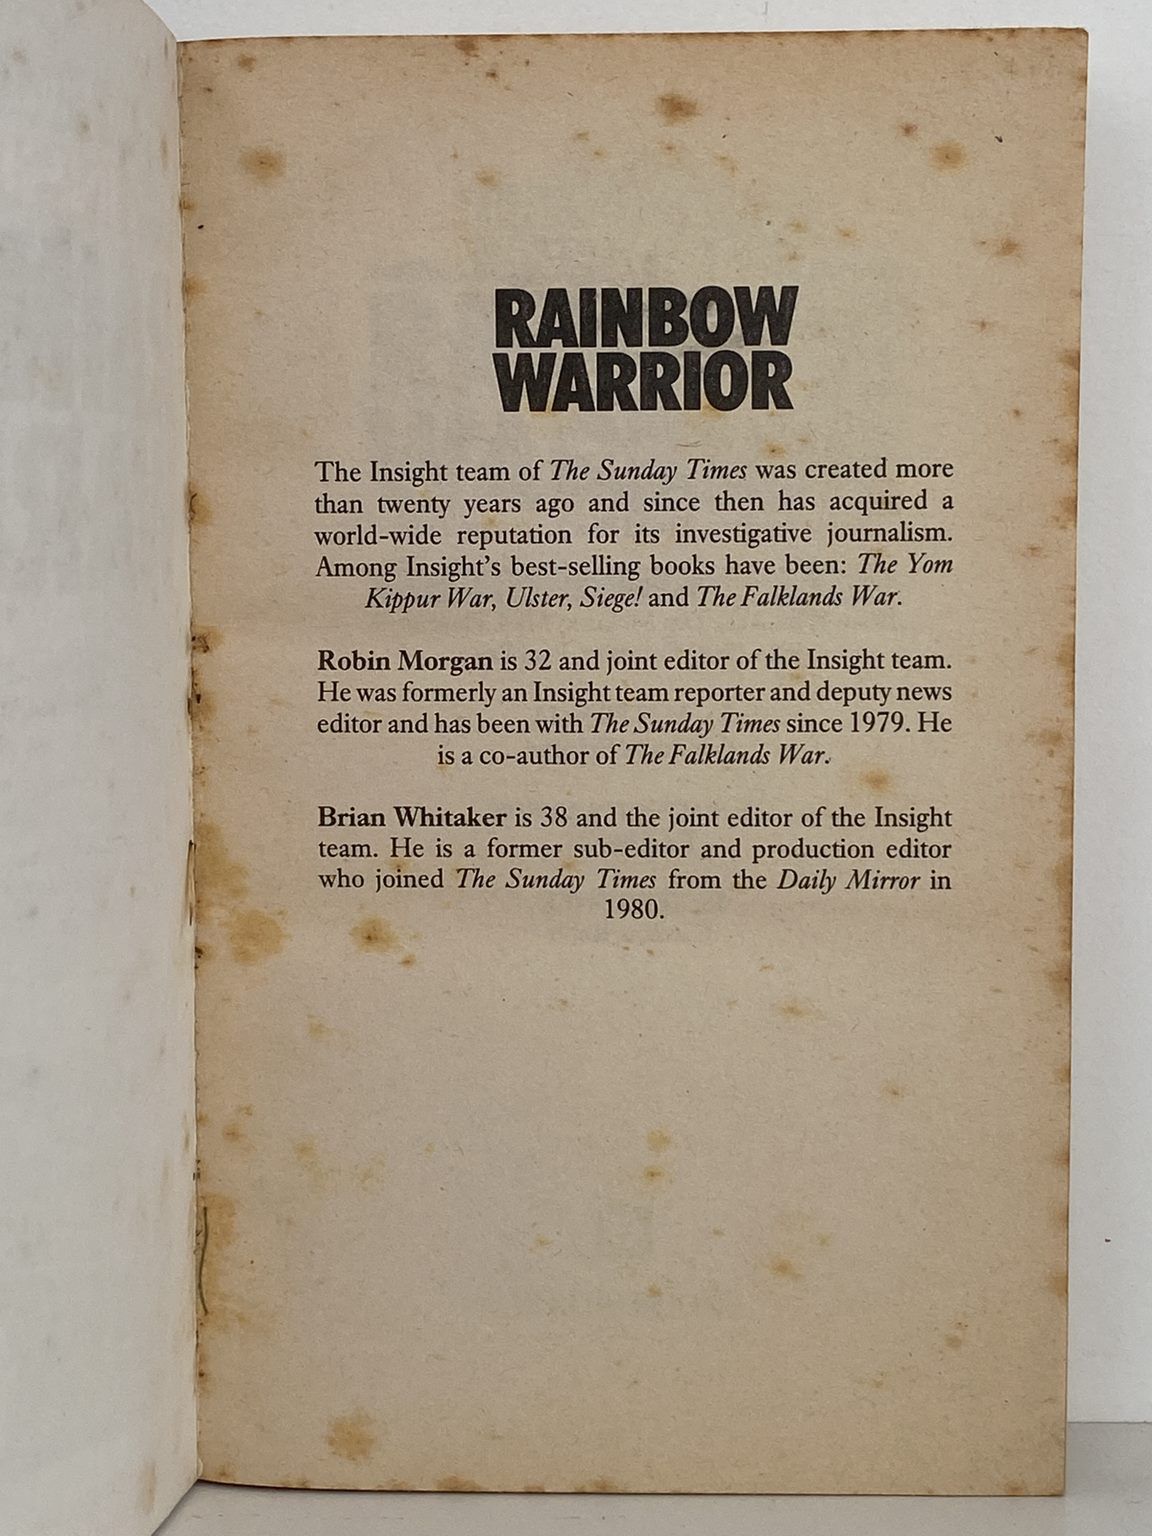 RAINBOW
WARRIOR
The Insight team of The Sunday Times was created more
than twenty years ago and since then has acquired a
world-wide reputation for its investigative journalism.
Among Insight's best-selling books have been: The Yom
Kippur War, Ulster, Siege! and The Falklands War.
Robin Morgan is 32 and joint editor of the Insight team.
He was formerly an Insight team reporter and deputy news
editor and has been with The Sunday Times since 1979. He
is a co-author of The Falklands War.
Brian Whitaker is 38 and the joint editor of the Insight
team. He is a former sub-editor and production editor
who joined The Sunday Times from the Daily Mirror in
1980.